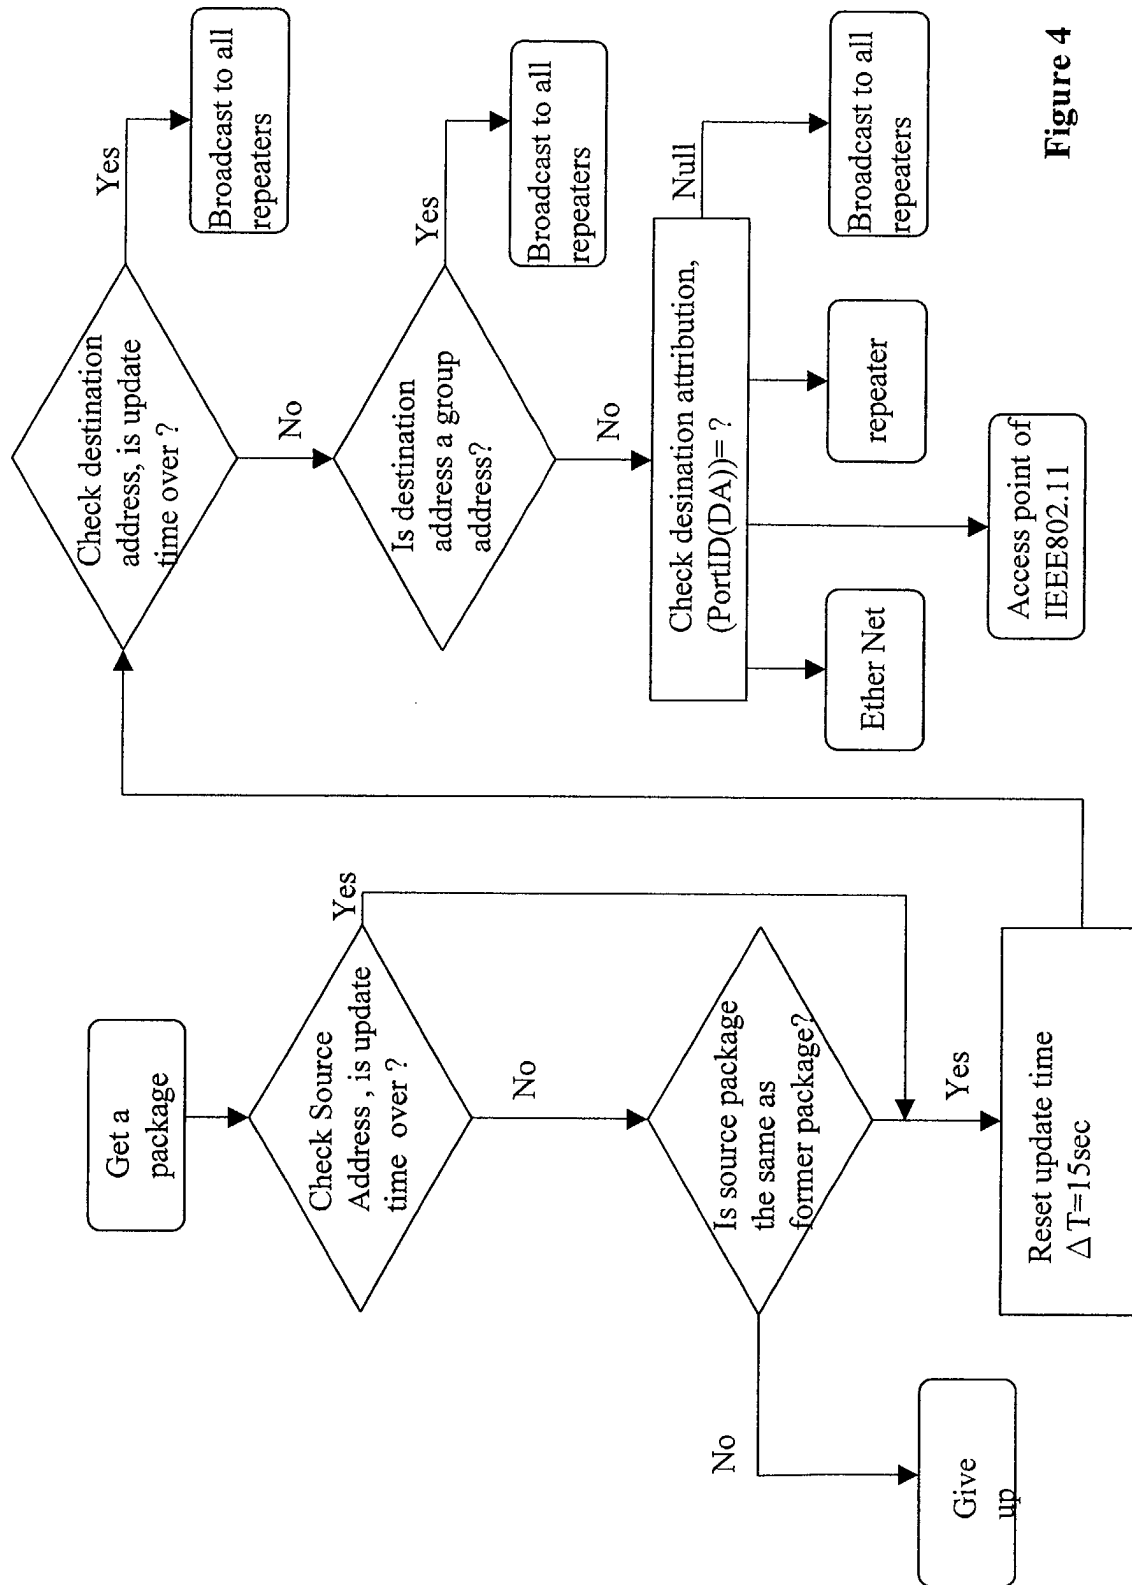 Get a
package
Check Source
Address , is update
time over ?
Yes
No
Is source package
the same as
former package?
No
Give
up
Yes
Reset update time
ΔT=15sec
Check destination
address, is update
time over ?
Yes
Broadcast to all
repeaters
No
Is destination
address a group
address?
Yes
Broadcast to all
repeaters
No
Check desination attribution,
(PortID(DA))= ?
Null
Broadcast to all
repeaters
Ether Net
Access point of
IEEE802.11
repeater
Figure 4